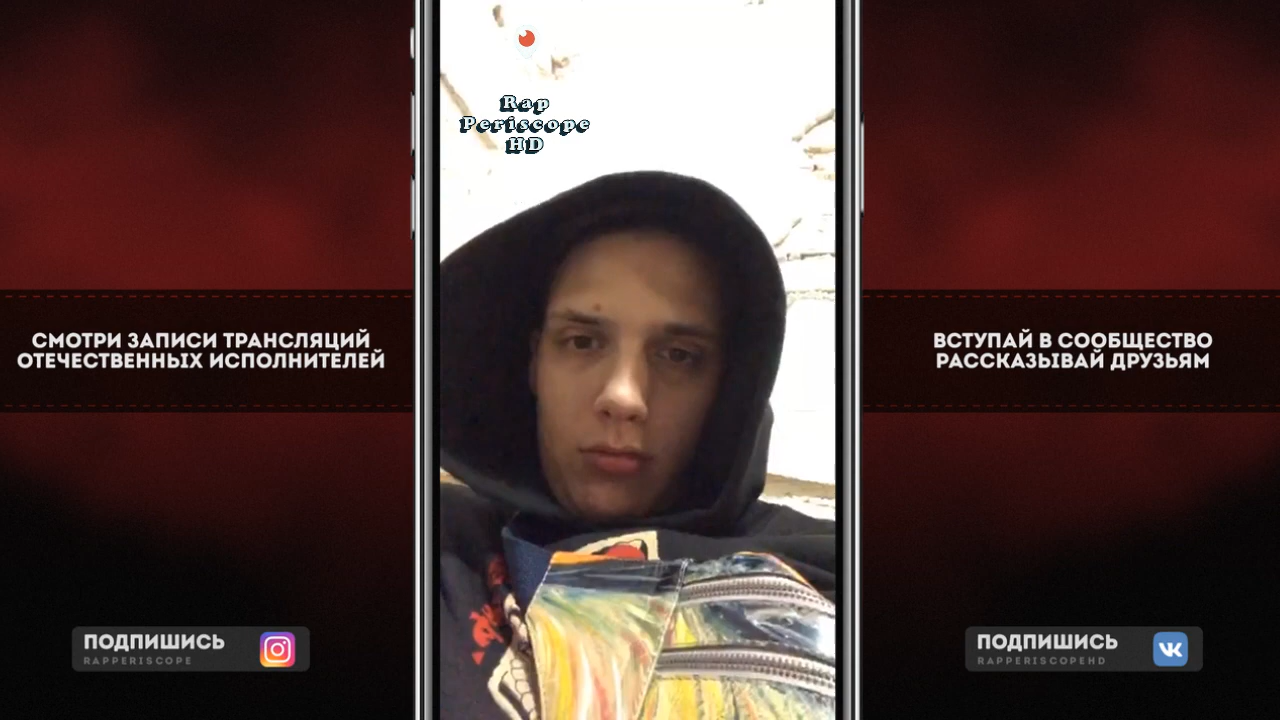 Rap
Periscope
HD
СМОТРИ ЗАПИСИ ТРАНСЛЯЦИЙ
ОТЕЧЕСТВЕННЫХ ИСПОЛНИТЕЛЕЙ
ВСТУПАЙ В СООБЩЕСТВО
РАССКАЗЫВАЙ ДРУЗЬЯМ
ПОДПИШИСЬ
RAPPERISCOPE
ПОДПИШИСЬ
RAPPERISCOPEHD